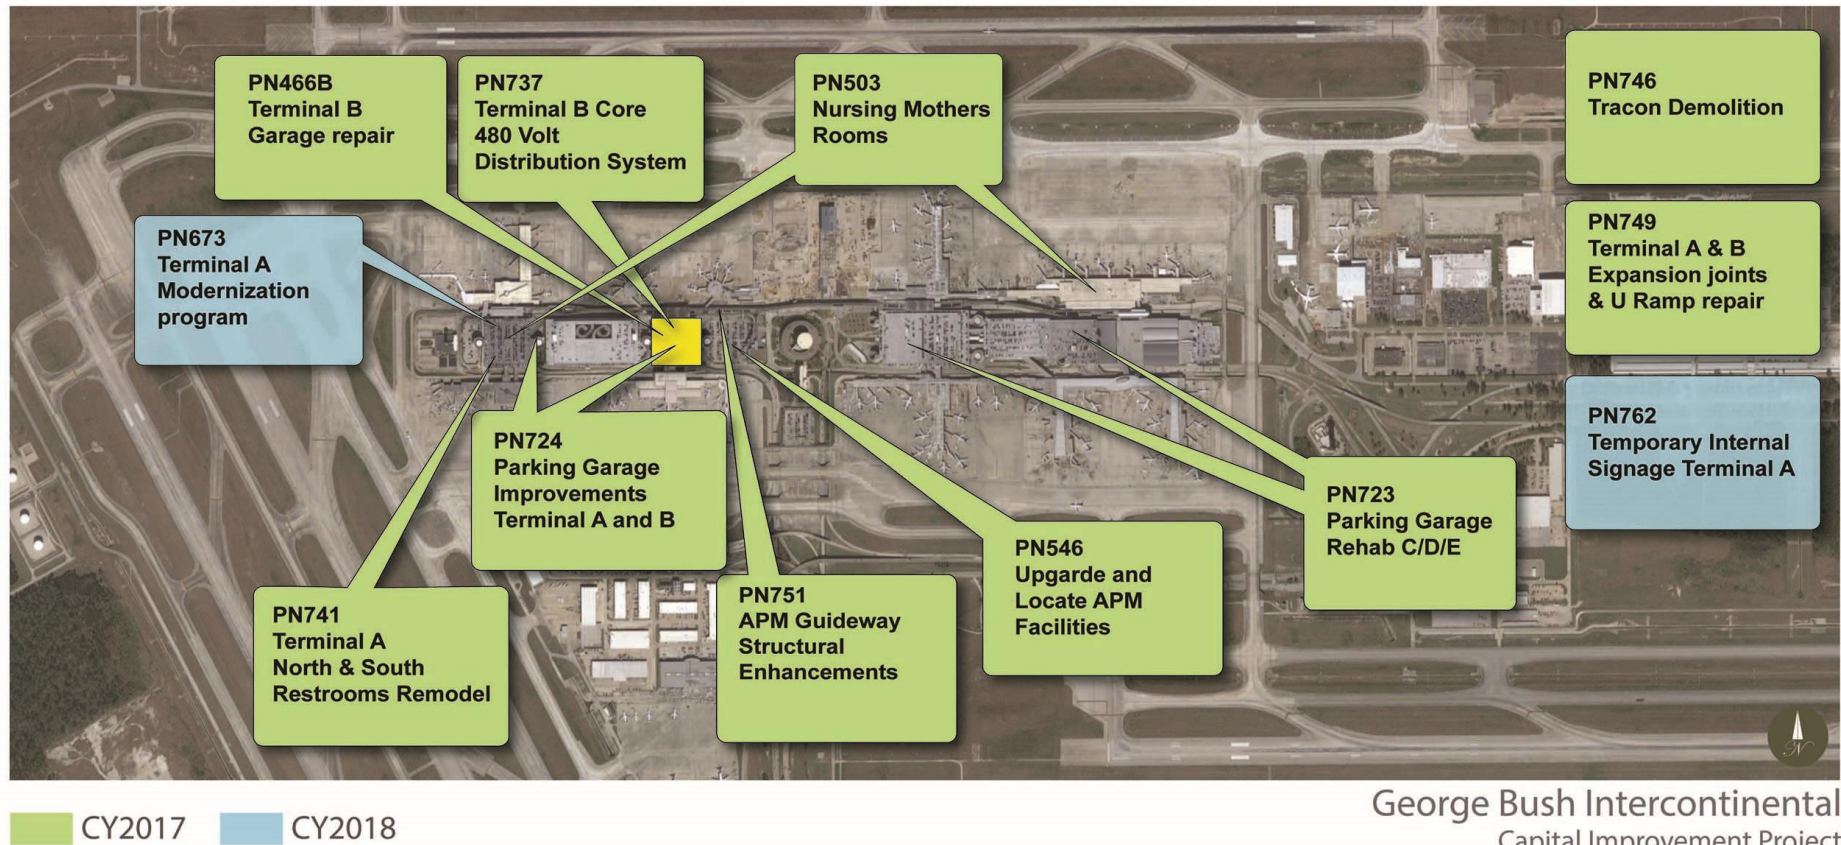 PN466B
Terminal B
Garage repair
PN737
Terminal B Core
480 Volt
Distribution System
PN503
Nursing Mothers
Rooms
PN746
Tracon Demolition
PN673
Terminal A
Modernization
program
PN749
Terminal A & B
Expansion joints
& U Ramp repair
PN762
Temporary Internal
Signage Terminal A
PN724
Parking Garage
Improvements
Terminal A and B
PN723
Parking Garage
Rehab C/D/E
PN546
Upgarde and
Locate APM
Facilities
PN741
Terminal A
North & South
Restrooms Remodel
PN751
APM Guideway
Structural
Enhancements
N
CY2017
CY2018
George Bush Intercontinental
Capital Improvement Project